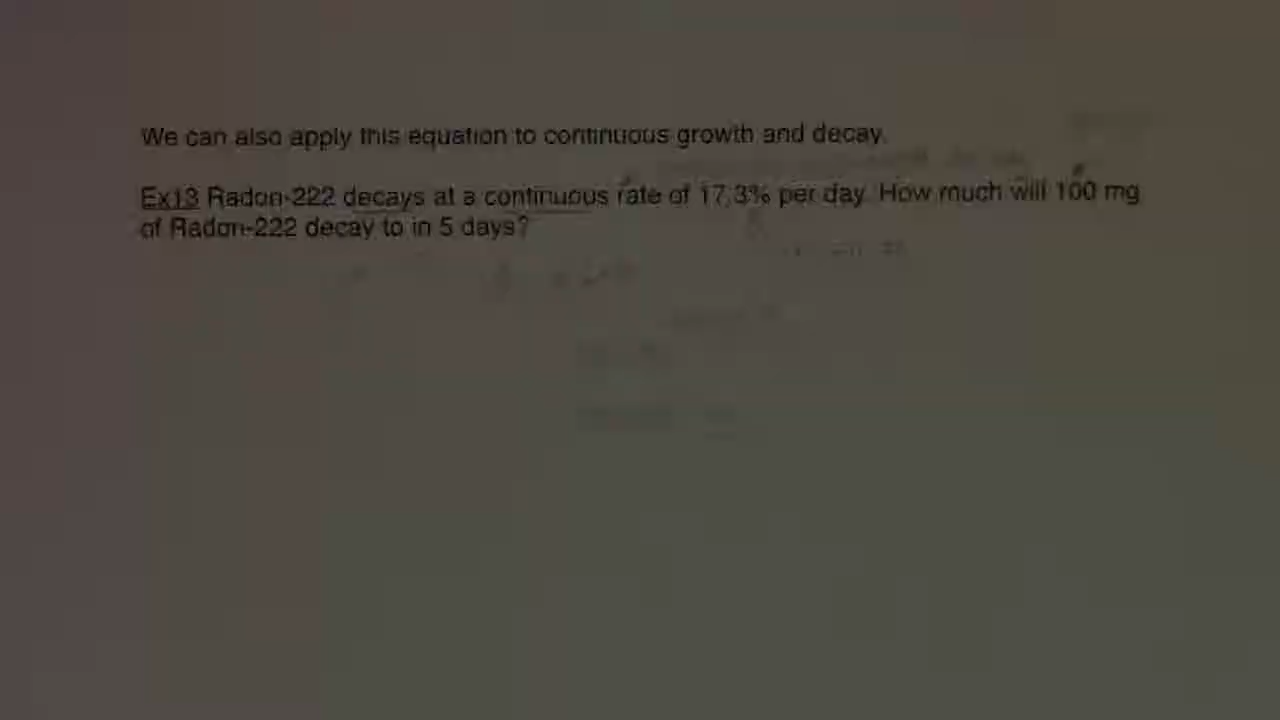 We can also apply this equation to continuous growth and decay.
Ex13 Radon-222 decays at a continuous rate of 17.3% per day. How much will 100 mg
of Radon-222 decay to in 5 days?